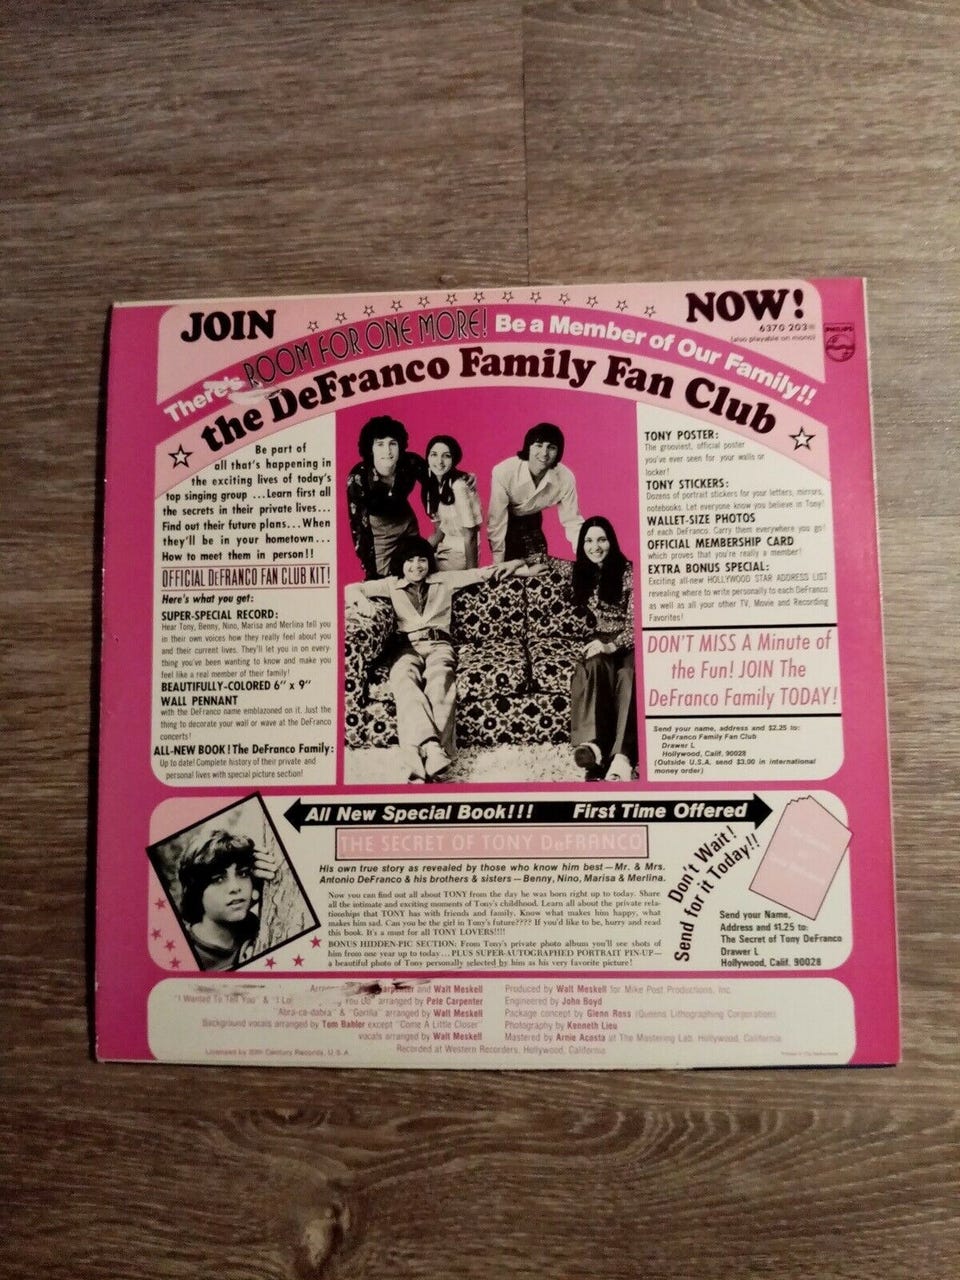 JOIN
NOW!
6370 203
(also playable on mono)
PHILIPS
There's ROOM FOR ONE MORE! Be a Member of Our Family!!
the DeFranco Family Fan Club
Be part of
all that's happening in
the exciting lives of today's
top singing group ...Learn first all
the secrets in their private lives...
Find out their future plans...When
they'll be in your hometown...
How to meet them in person!!
OFFICIAL DeFRANCO FAN CLUB KIT!
Here's what you get:
SUPER-SPECIAL RECORD:
Hear Tony, Benny, Nino, Marisa and Merlina tell you
in their own voices how they really feel about you
and their current lives. They'll let you in on every-
thing you've been wanting to know and make you
feel like a real member of their family!
BEAUTIFULLY-COLORED 6" x 9"
WALL PENNANT
with the DeFranco name emblazoned on it. Just the
thing to decorate your wall or wave at the DeFranco
concerts!
ALL-NEW BOOK! The DeFranco Family:
Up to date! Complete history of their private and
personal lives with special picture section!
TONY POSTER:
The grooviest, official poster
you've ever seen for your walls or
locker!
TONY STICKERS:
Dozens of portrait stickers for your letters, mirrors,
notebooks. Let everyone know you believe in Tony!
WALLET-SIZE PHOTOS
of each DeFranco. Carry them everywhere you go!
OFFICIAL MEMBERSHIP CARD
which proves that you're really a member!
EXTRA BONUS SPECIAL:
Exciting all-new HOLLYWOOD STAR ADDRESS LIST
revealing where to write personally to each DeFranco
as well as all your other TV, Movie and Recording
Favorites!
DON'T MISS A Minute of
the Fun! JOIN The
DeFranco Family TODAY!
Send your name, address and $2.25 to:
DeFranco Family Fan Club
Drawer L
Hollywood, Calif. 90028
(Outside U.S.A. send $3.00 in international
money order)
All New Special Book!!! First Time Offered
THE SECRET OF TONY DeFRANCO
His own true story as revealed by those who know him best—Mr. & Mrs.
Antonio DeFranco & his brothers & sisters—Benny, Nino, Marisa & Merlina.
Now you can find out all about TONY from the day he was born right up to today. Share
all the intimate and exciting moments of Tony's childhood. Learn all about the private rela-
tionships that TONY has with friends and family. Know what makes him happy, what
makes him sad. Can you be the girl in Tony's future???? If you'd like to be, hurry and read
this book. It's a must for all TONY LOVERS!!!!
BONUS HIDDEN-PIC SECTION: From Tony's private photo album you'll see shots of
him from one year up to today...PLUS SUPER-AUTOGRAPHED PORTRAIT PIN-UP—
a beautiful photo of Tony personally selected by him as his very favorite picture!
Don't Wait!
Send for it Today!!
Send your Name,
Address and $1.25 to:
The Secret of Tony DeFranco
Drawer L
Hollywood, Calif. 90028
Carpenter and Walt Meskell
"I Wanted To Tell You" & "I Lo You Do" arranged by Pete Carpenter
"Abra-ca-dabra" & "Gorilla" arranged by Walt Meskell
Background vocals arranged by Tom Bahler except "Come A Little Closer"
vocals arranged by Walt Meskell
Produced by Walt Meskell for Mike Post Productions, Inc.
Engineered by John Boyd
Package concept by Glenn Ross (Queens Lithographing Corporation)
Photography by Kenneth Lieu
Mastered by Arnie Acosta at The Mastering Lab, Hollywood, California
Recorded at Western Recorders, Hollywood, California
Licensed by 20th Century Records, U.S.A.
Printed in The Netherlands